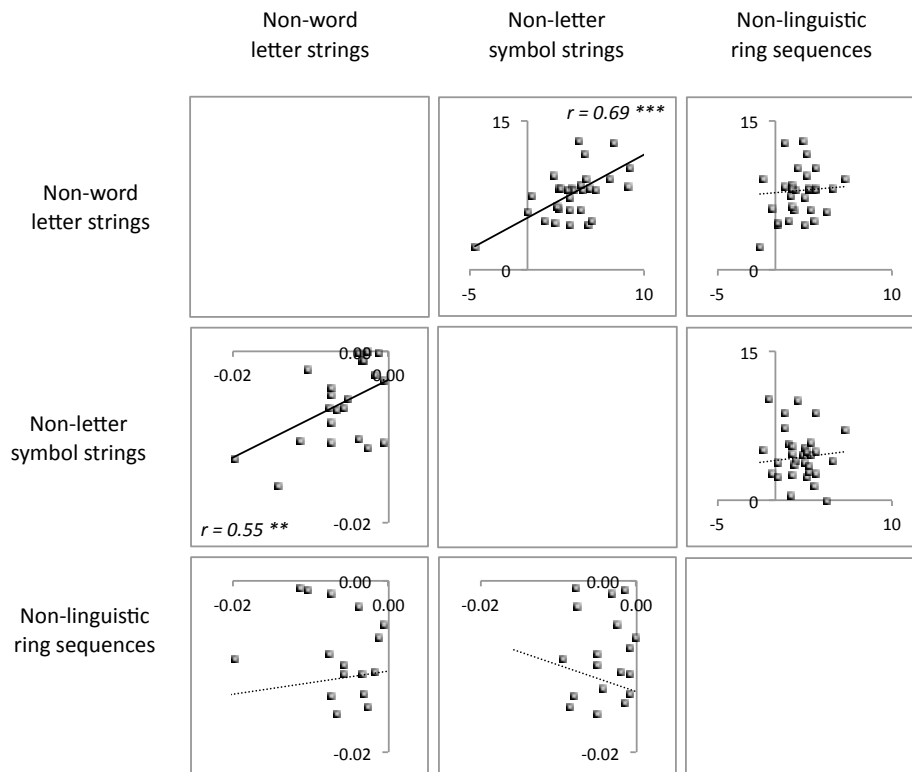 Non-word
letter strings
Non-letter
symbol strings
Non-linguistic
ring sequences
Non-word
letter strings
r = 0.69 ***
15
0
-5
10
15
0
-5
10
Non-letter
symbol strings
0.00
-0.02
0.00
-0.02
r = 0.55 **
15
0
-5
10
Non-linguistic
ring sequences
0.00
-0.02
0.00
-0.02
0.00
-0.02
0.00
-0.02